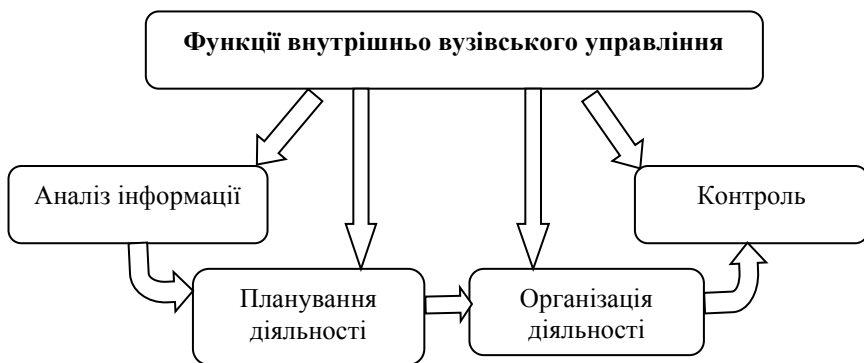 Функції внутрішньо вузівського управління
Аналіз інформації
Контроль
Планування
діяльності
Організація
діяльності